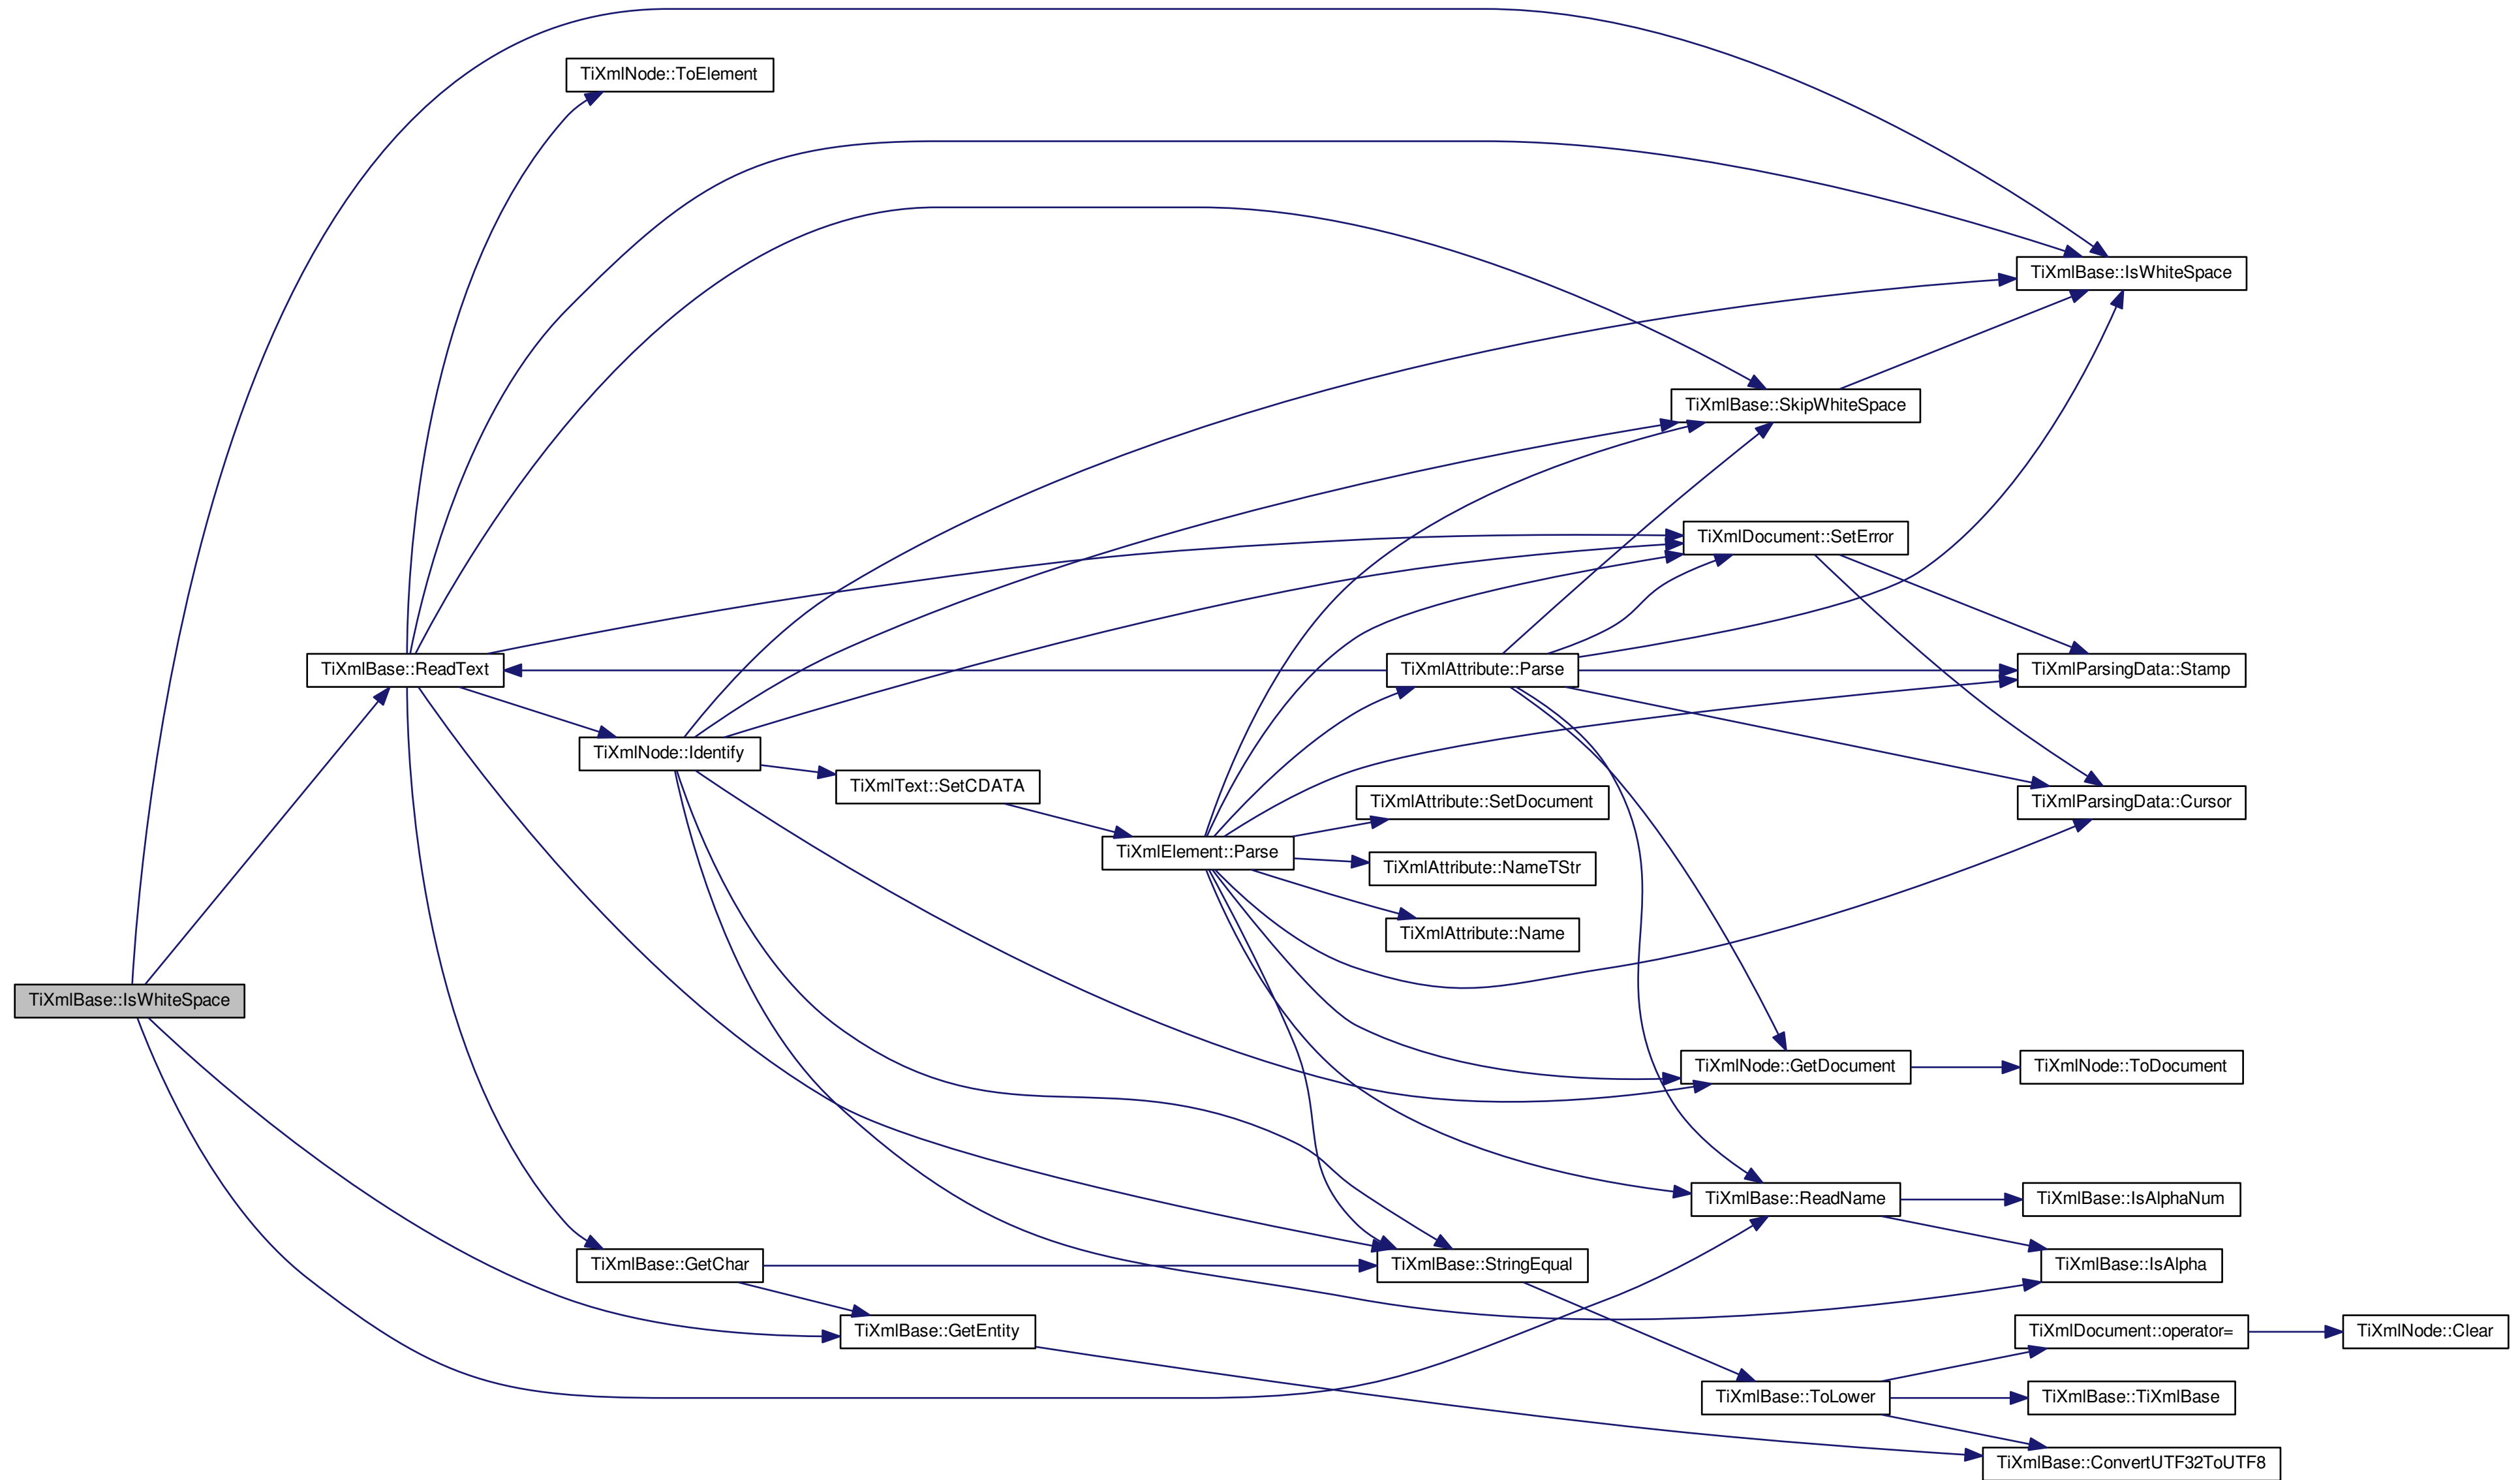 TiXmlNode::ToElement
TiXmlBase::IsWhiteSpace
TiXmlBase::SkipWhiteSpace
TiXmlDocument::SetError
TiXmlBase::ReadText
TiXmlAttribute::Parse
TiXmlParsingData::Stamp
TiXmlNode::Identify
TiXmlText::SetCDATA
TiXmlAttribute::SetDocument
TiXmlParsingData::Cursor
TiXmlElement::Parse
TiXmlAttribute::NameTStr
TiXmlAttribute::Name
TiXmlBase::IsWhiteSpace
TiXmlNode::GetDocument
TiXmlNode::ToDocument
TiXmlBase::ReadName
TiXmlBase::IsAlphaNum
TiXmlBase::GetChar
TiXmlBase::StringEqual
TiXmlBase::IsAlpha
TiXmlBase::GetEntity
TiXmlDocument::operator=
TiXmlNode::Clear
TiXmlBase::ToLower
TiXmlBase::TiXmlBase
TiXmlBase::ConvertUTF32ToUTF8